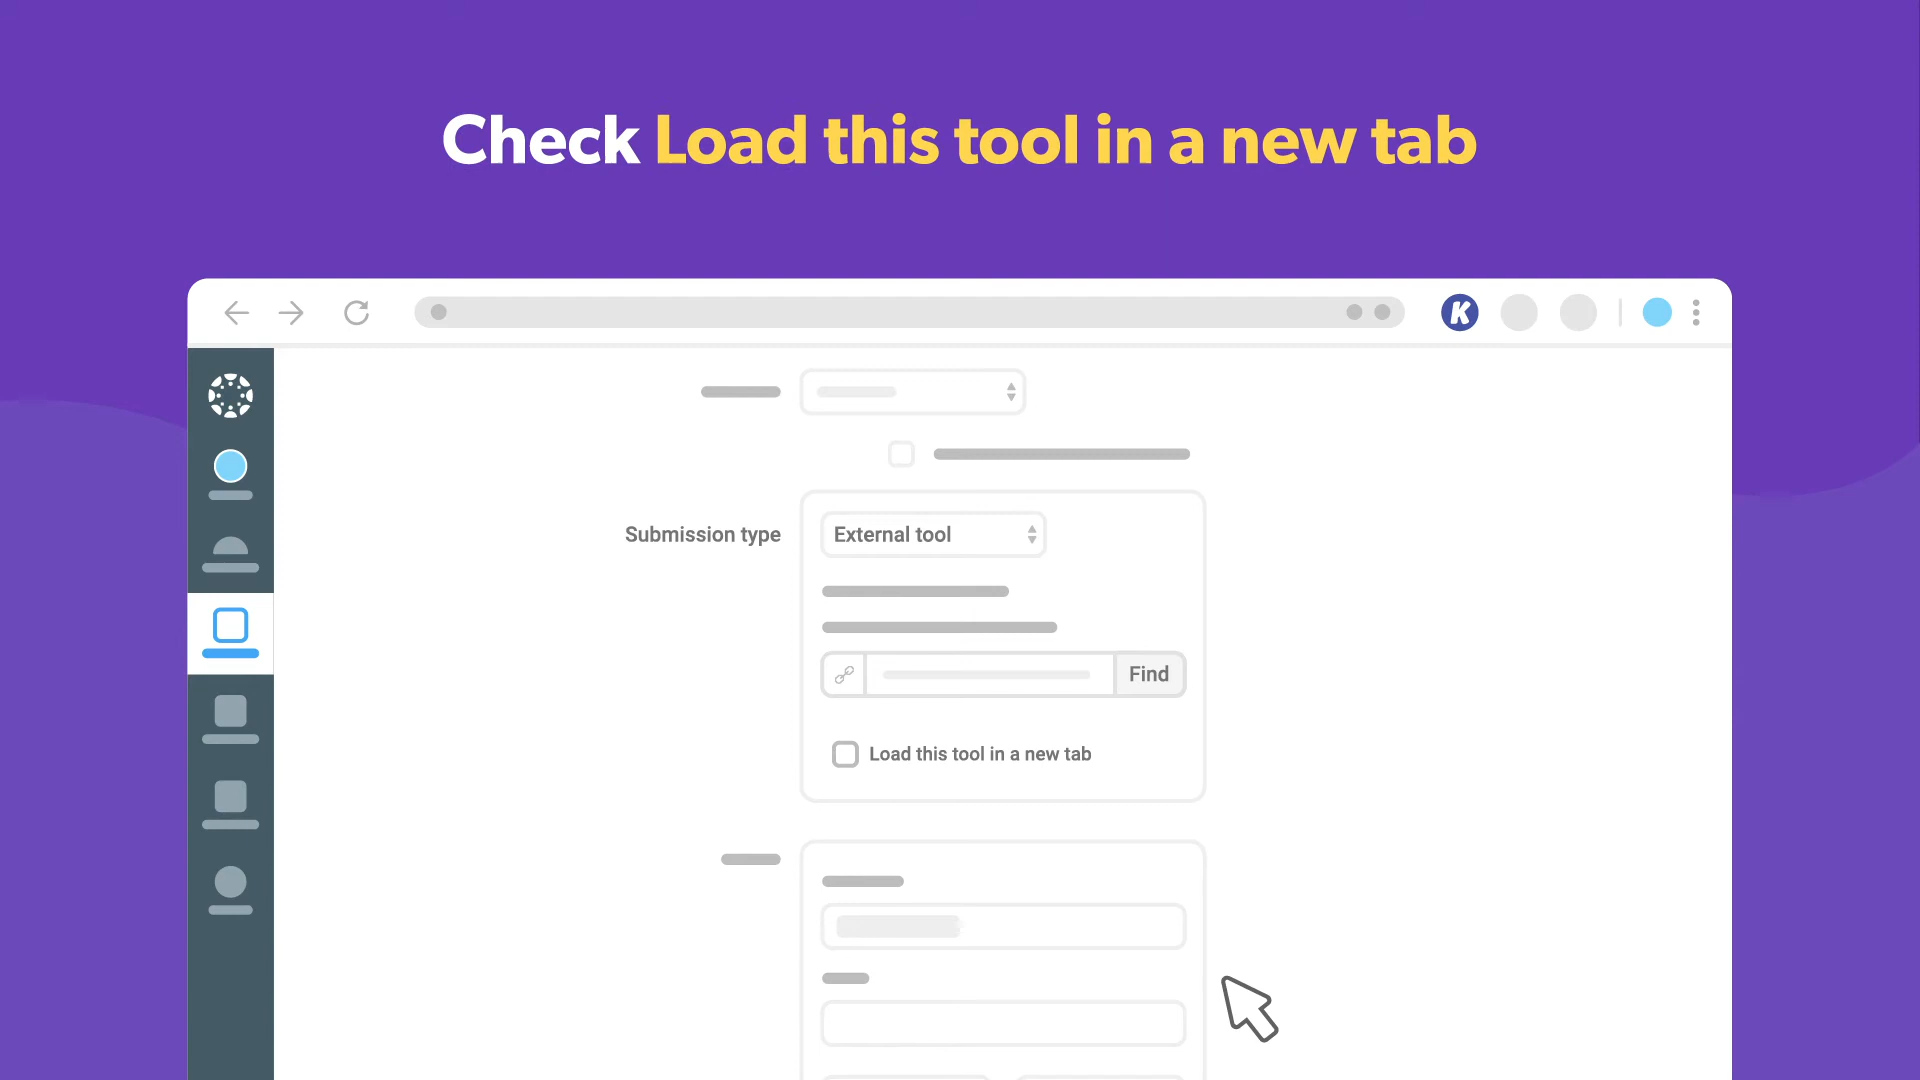 Check Load this tool in a new tab
K
Submission type
External tool
Find
Load this tool in a new tab